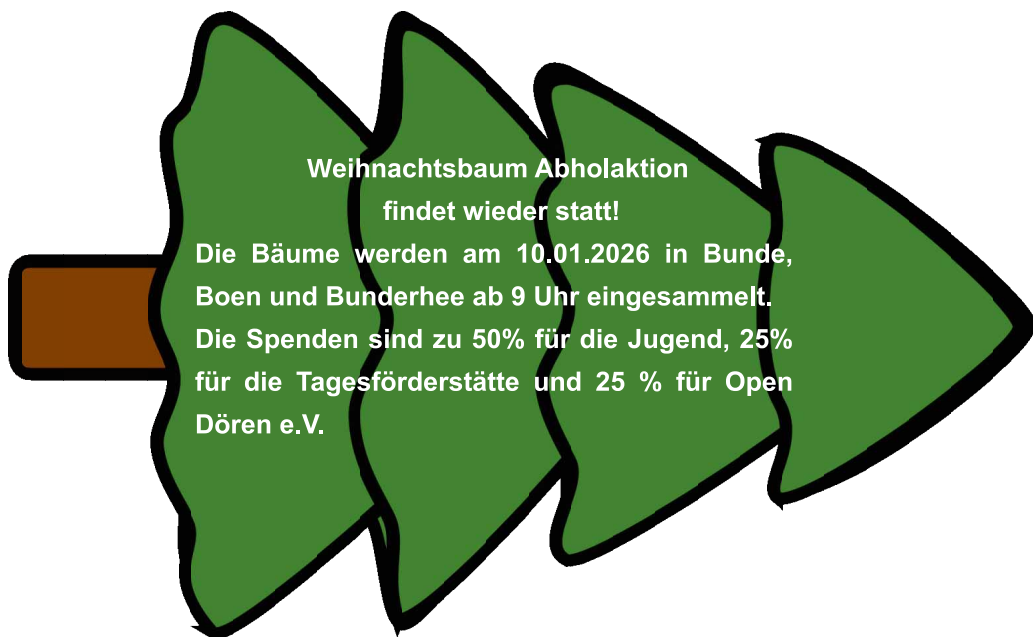 Weihnachtsbaum Abholaktion
findet wieder statt!
Die Bäume werden am 10.01.2026 in Bunde,
Boen und Bunderhee ab 9 Uhr eingesammelt.
Die Spenden sind zu 50% für die Jugend, 25%
für die Tagesförderstätte und 25 % für Open
Dören e.V.